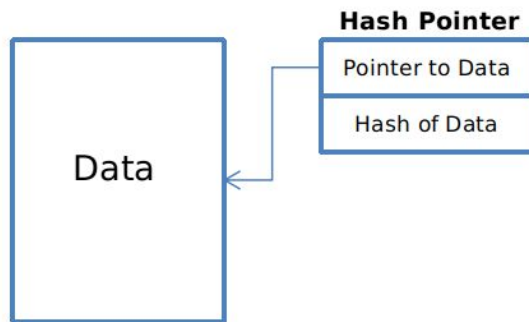 Hash Pointer
Pointer to Data
Hash of Data
Data